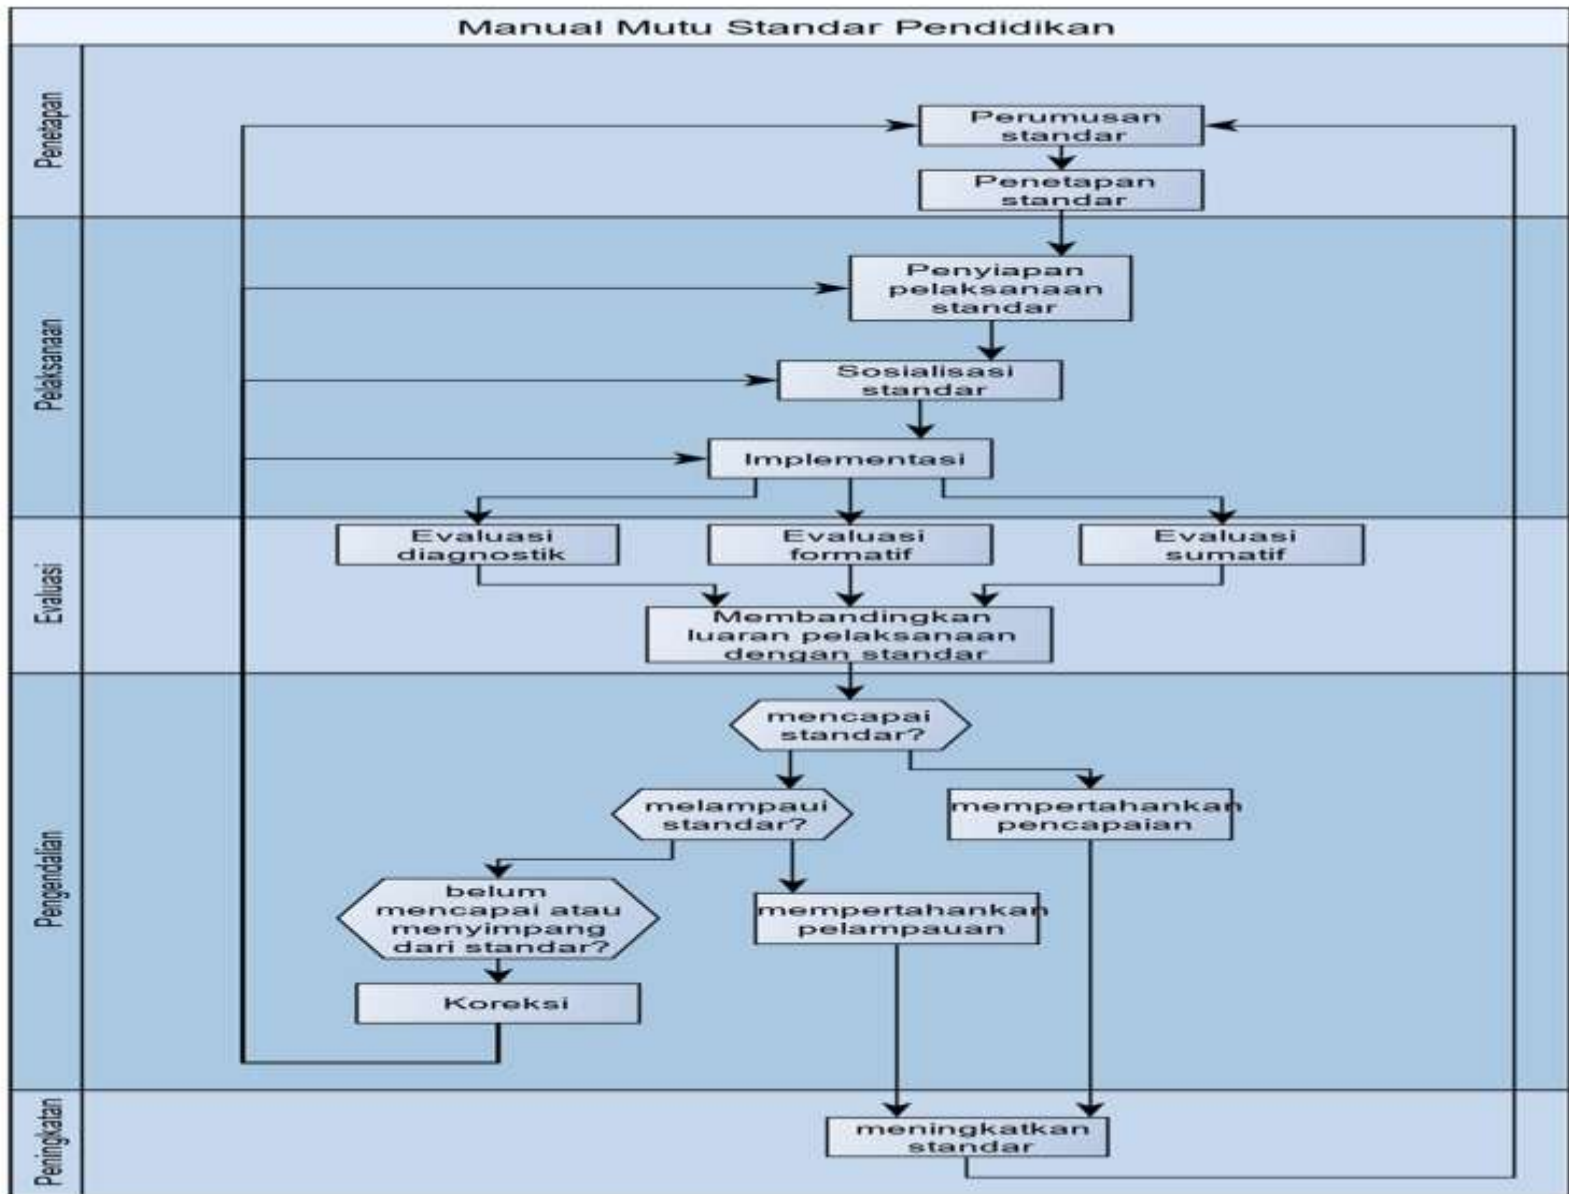 Manual Mutu Standar Pendidikan
Penetapan
Perumusan
standar
Penetapan
standar
Pelaksanaan
Penyiapan
pelaksanaan
standar
Sosialisasi
standar
Implementasi
Evaluasi
Evaluasi
diagnostik
Evaluasi
formatif
Evaluasi
sumatif
Membandingkan
luaran pelaksanaan
dengan standar
Pengendalian
mencapai
standar?
melampaui
standar?
mempertahankan
pencapaian
belum
mencapai atau
menyimpang
dari standar?
mempertahankan
pelampauan
Koreksi
Peningkatan
meningkatkan
standar